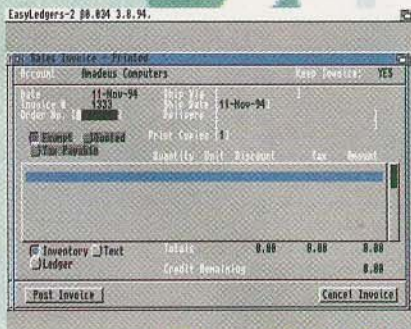 EasyLedgers-2 β0.034 3.8.94.
Sales Invoice - Printed
Account Amadeus Computers Keep Invoice: YES
Date 11-Nov-94 Ship Via [ ]
Invoice # 1333 Ship Date [11-Nov-94]
Order No. [ ] Delivery [ ]
Exempt Quoted Print Copies [1]
Tax Payable
Quantity Unit Discount Tax Amount
Inventory Text Totals 0.00 0.00 0.00
Ledger Credit Remaining 0.00
Post Invoice Cancel Invoice